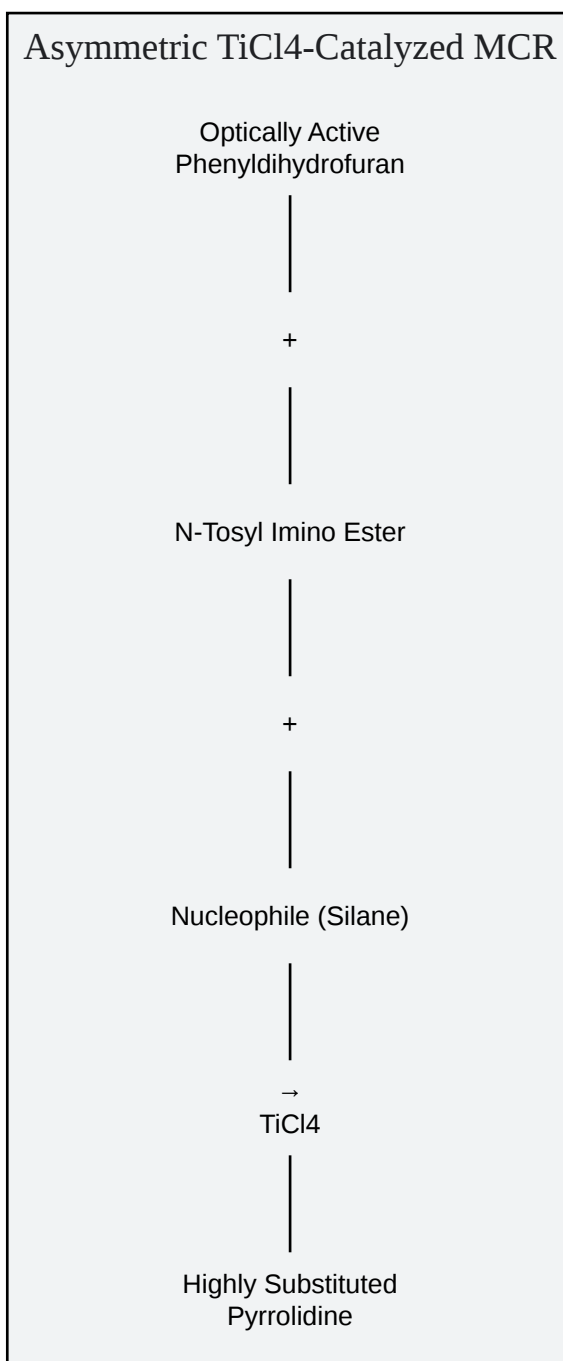 Asymmetric TiCl4-Catalyzed MCR
Optically Active
Phenyldihydrofuran
+
N-Tosyl Imino Ester
+
Nucleophile (Silane)
→
TiCl4
Highly Substituted
Pyrrolidine